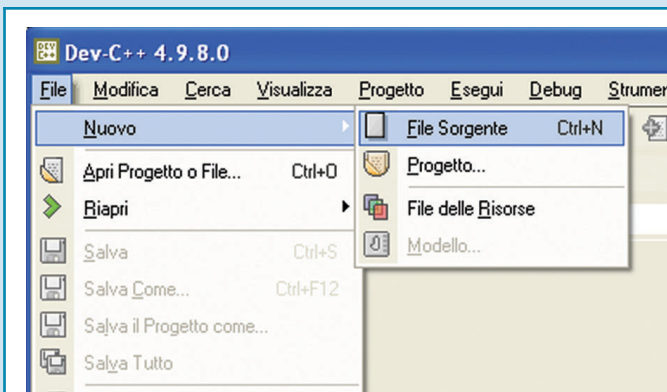 Dev-C++ 4.9.8.0
File Modifica Cerca Visualizza Progetto Esegui Debug Strumen
Nuovo
File Sorgente Ctrl+N
Apri Progetto o File... Ctrl+O
Progetto...
Riapri
File delle Risorse
Salva Ctrl+S
Modello...
Salva Come... Ctrl+F12
Salva il Progetto come...
Salva Tutto